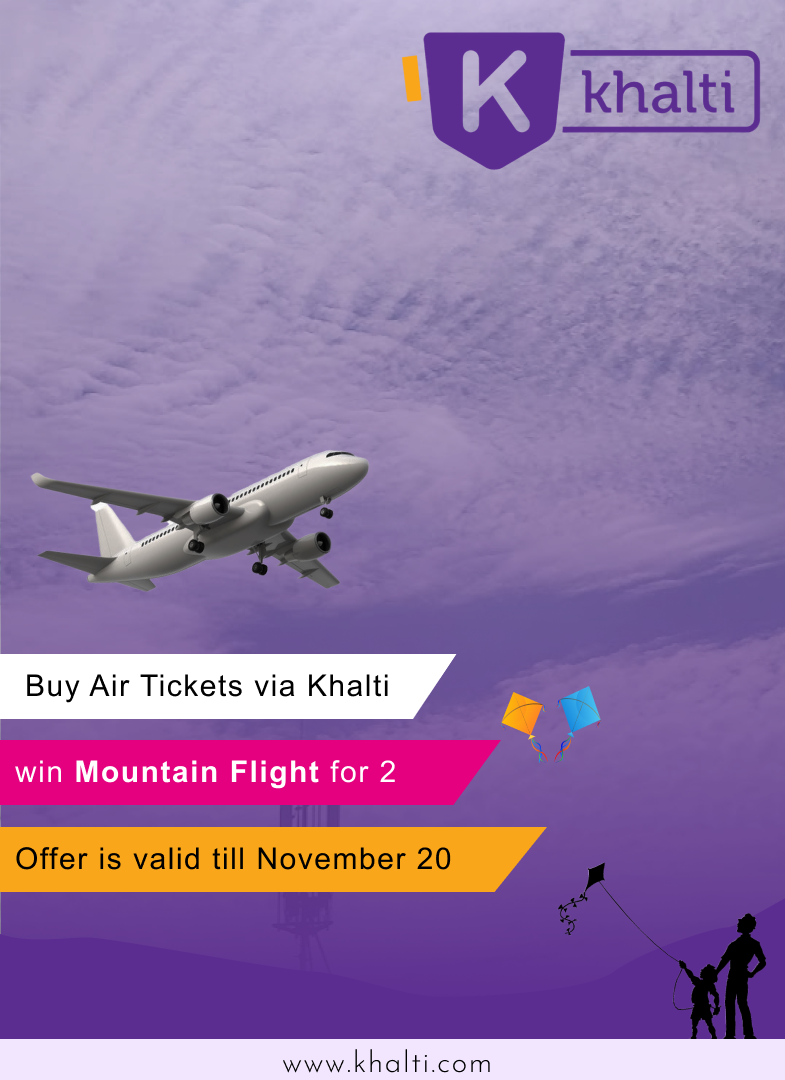 K khalti
Buy Air Tickets via Khalti
win Mountain Flight for 2
Offer is valid till November 20
www.khalti.com